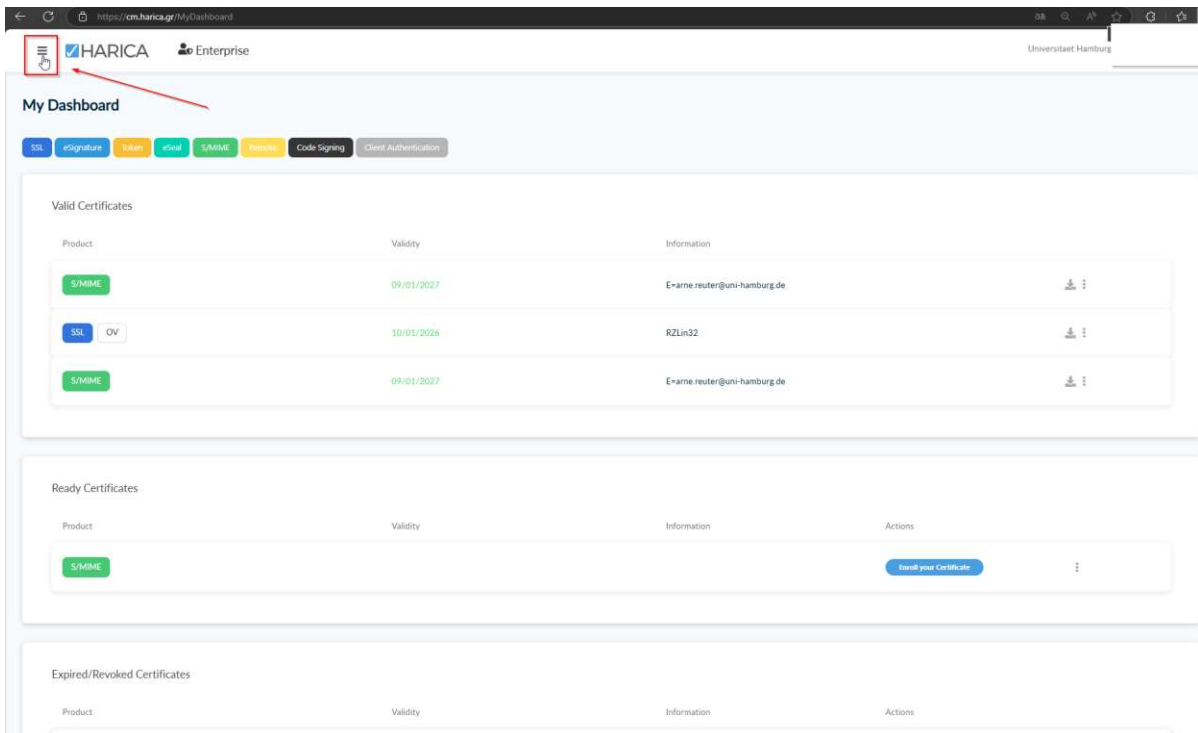 https://cm.harica.gr/MyDashboard
HARICA Enterprise Universitaet Hamburg
My Dashboard
SSL eSignature Token eSeal S/MIME Remote Code Signing Client Authentication
Valid Certificates
Product Validity Information
S/MIME 09/01/2027 E=arne.reuter@uni-hamburg.de
SSL OV 10/01/2026 RZLin32
S/MIME 09/01/2027 E=arne.reuter@uni-hamburg.de
Ready Certificates
Product Validity Information Actions
S/MIME Enroll your Certificate
Expired/Revoked Certificates
Product Validity Information Actions